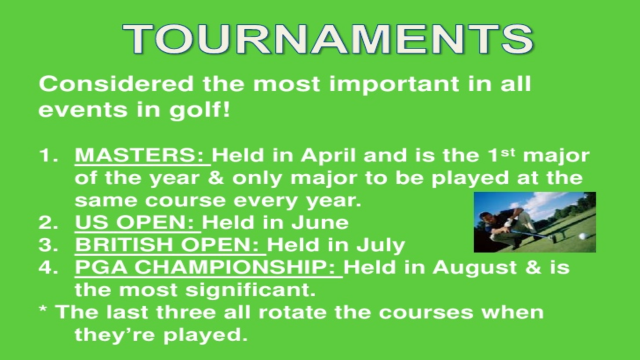 TOURNAMENTS
Considered the most important in all
events in golf!
1. MASTERS: Held in April and is the 1st major
of the year & only major to be played at the
same course every year.
2. US OPEN: Held in June
3. BRITISH OPEN: Held in July
4. PGA CHAMPIONSHIP: Held in August & is
the most significant.
* The last three all rotate the courses when
they’re played.